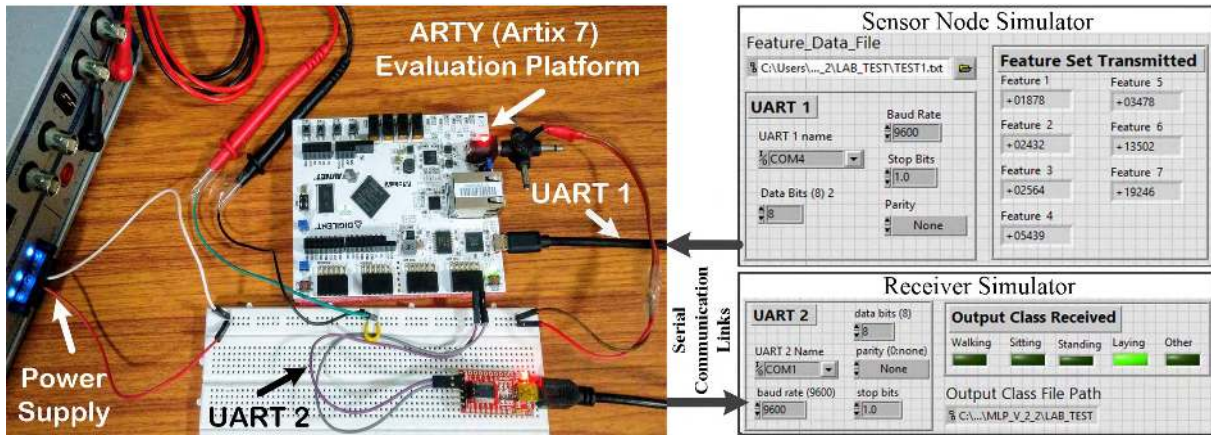 ARTY (Artix 7)
Evaluation Platform
UART 1
DIGILENT
Power
Supply
UART 2
Serial
Communication
Links
Sensor Node Simulator
Feature_Data_File
C:\Users\..._2\LAB_TEST\TEST1.txt
UART 1
UART 1 name
COM4
Data Bits (8) 2
8
Baud Rate
9600
Stop Bits
1.0
Parity
None
Feature Set Transmitted
Feature 1
+01878
Feature 2
+02432
Feature 3
+02564
Feature 4
+05439
Feature 5
+03478
Feature 6
+13502
Feature 7
+19246
Receiver Simulator
UART 2
UART 2 Name
COM1
baud rate (9600)
9600
data bits (8)
8
parity (0:none)
None
stop bits
1.0
Output Class Received
Walking Sitting Standing Laying Other
Output Class File Path
C:\...\MLP_V_2_2\LAB_TEST